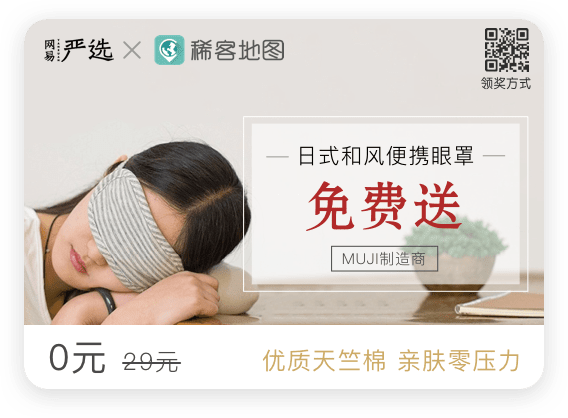 网易严选 × 稀客地图
领奖方式
日式和风便携眼罩
免费送
MUJI制造商
0元 29元
优质天竺棉 亲肤零压力